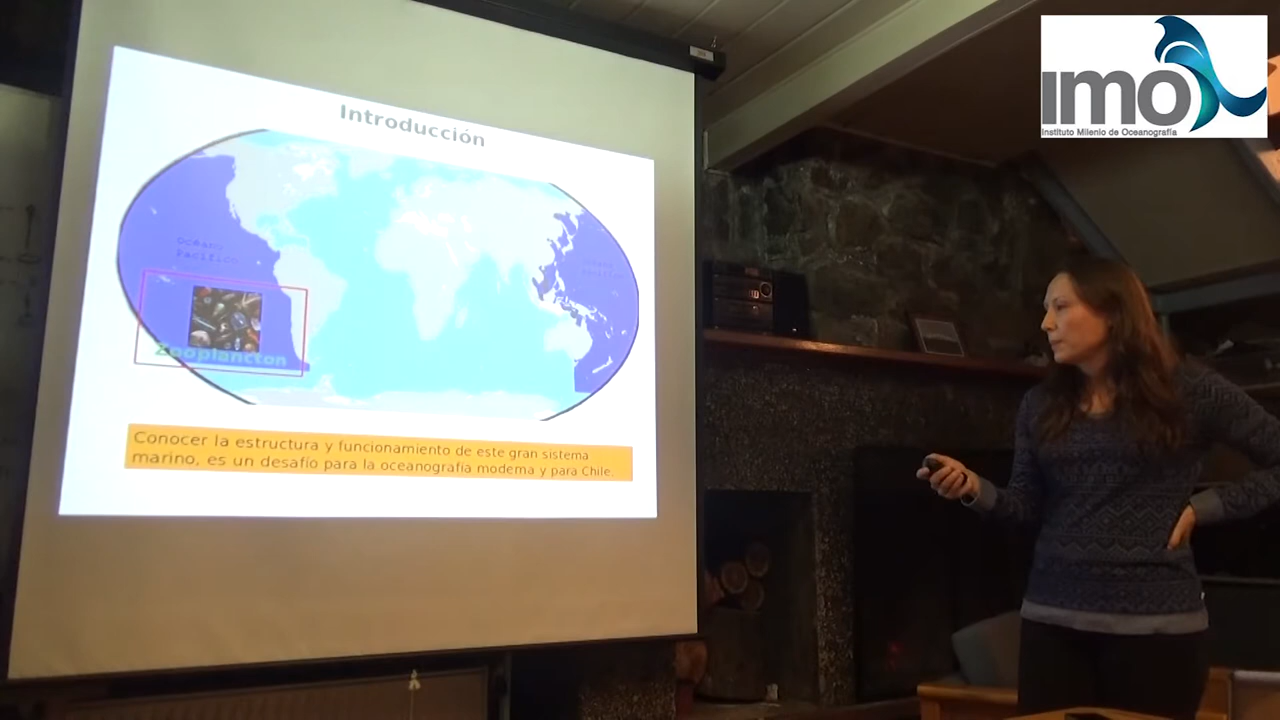 Introducción
Océano
Pacífico
Zooplancton
Conocer la estructura y funcionamiento de este gran sistema
marino, es un desafío para la oceanografía moderna y para Chile.
imo
Instituto Milenio de Oceanografía